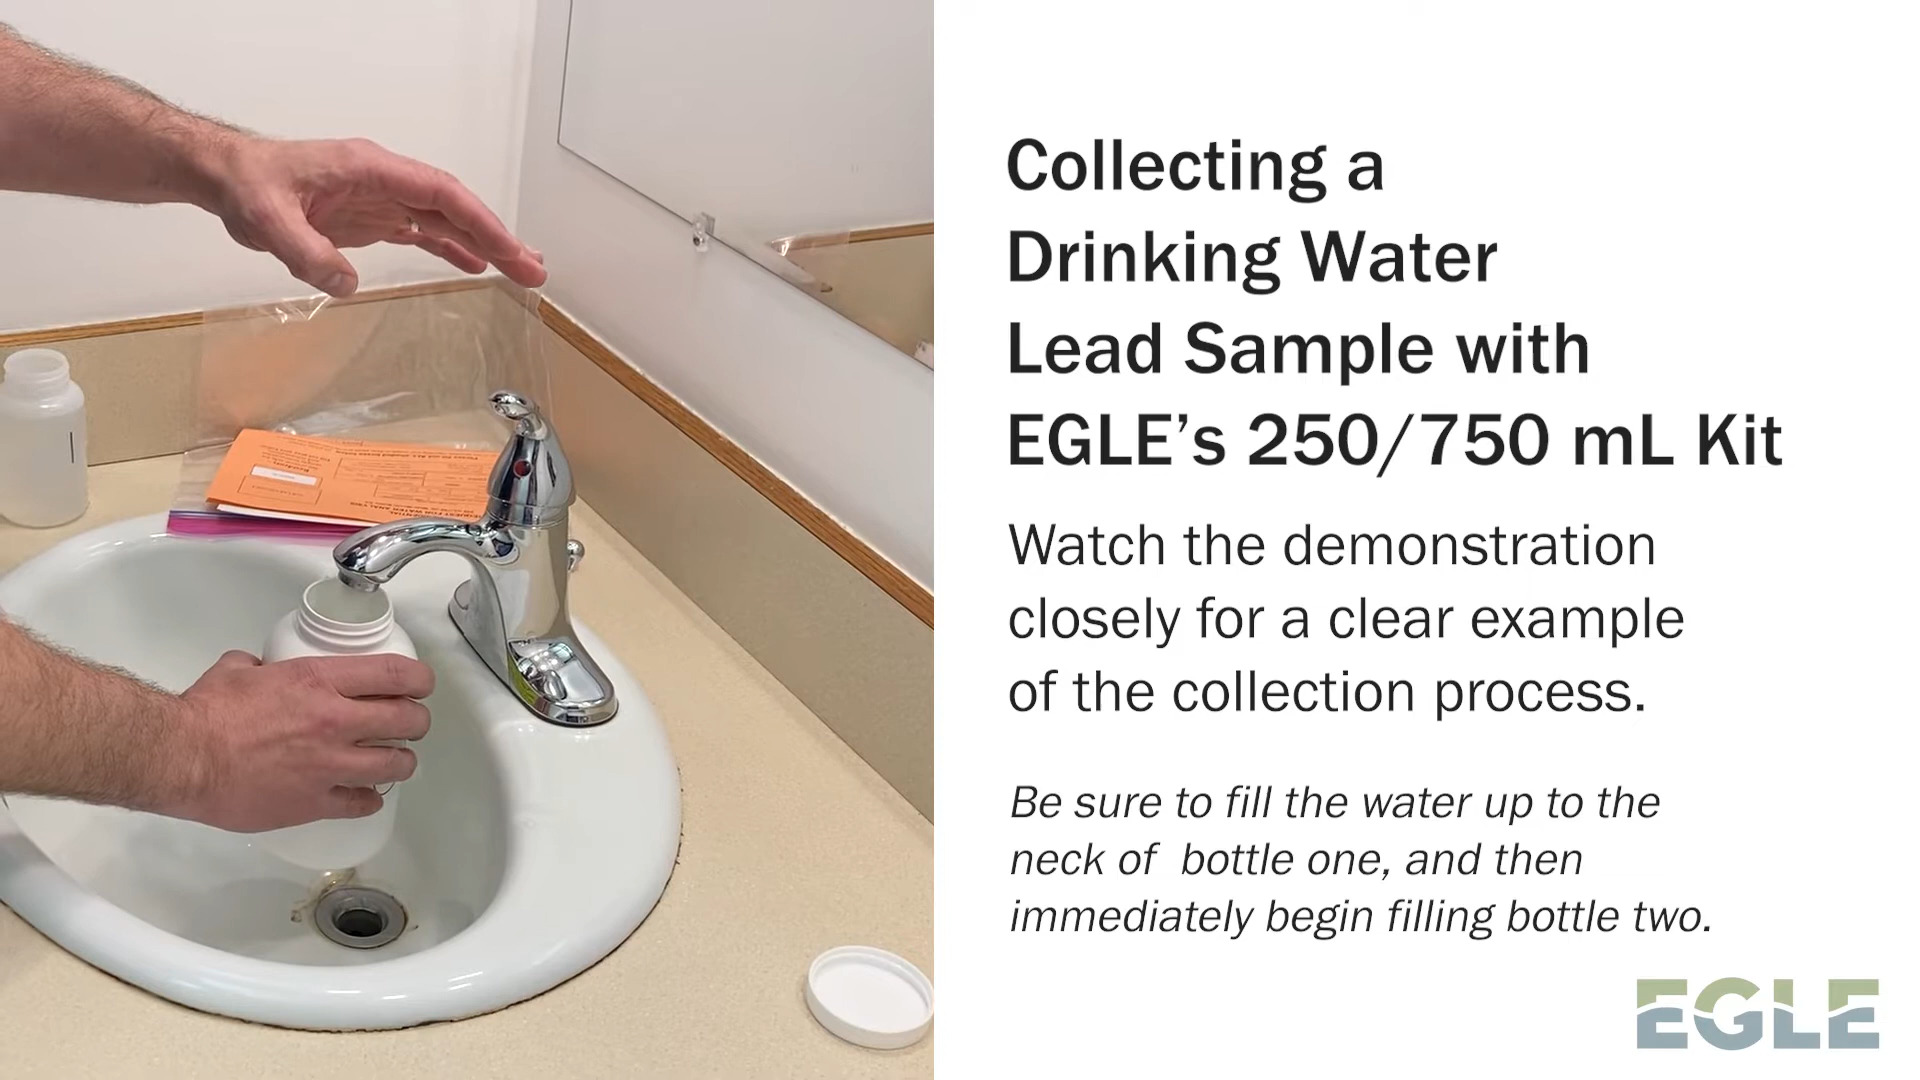 Collecting a
Drinking Water
Lead Sample with
EGLE’s 250/750 mL Kit
Watch the demonstration
closely for a clear example
of the collection process.
Be sure to fill the water up to the
neck of  bottle one, and then
immediately begin filling bottle two.
EGLE